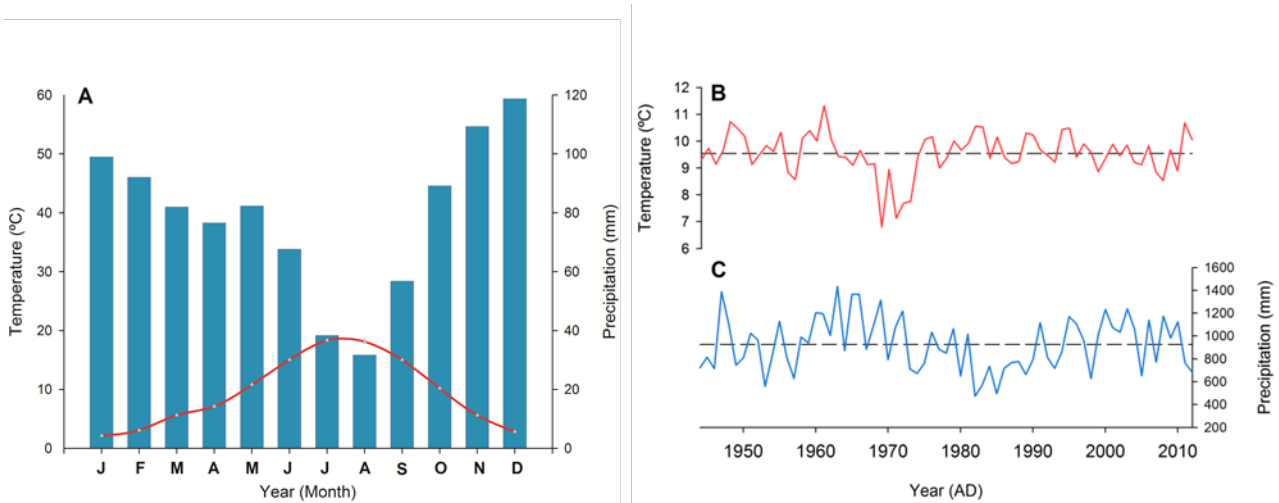 A
Temperature (ºC)
60
50
40
30
20
10
0
120
100
80
60
40
20
0
Precipitation (mm)
J F M A M J J A S O N D
Year (Month)
B
Temperature (ºC)
12
11
10
9
8
7
6
C
1600
1400
1200
1000
800
600
400
200
Precipitation (mm)
1950 1960 1970 1980 1990 2000 2010
Year (AD)